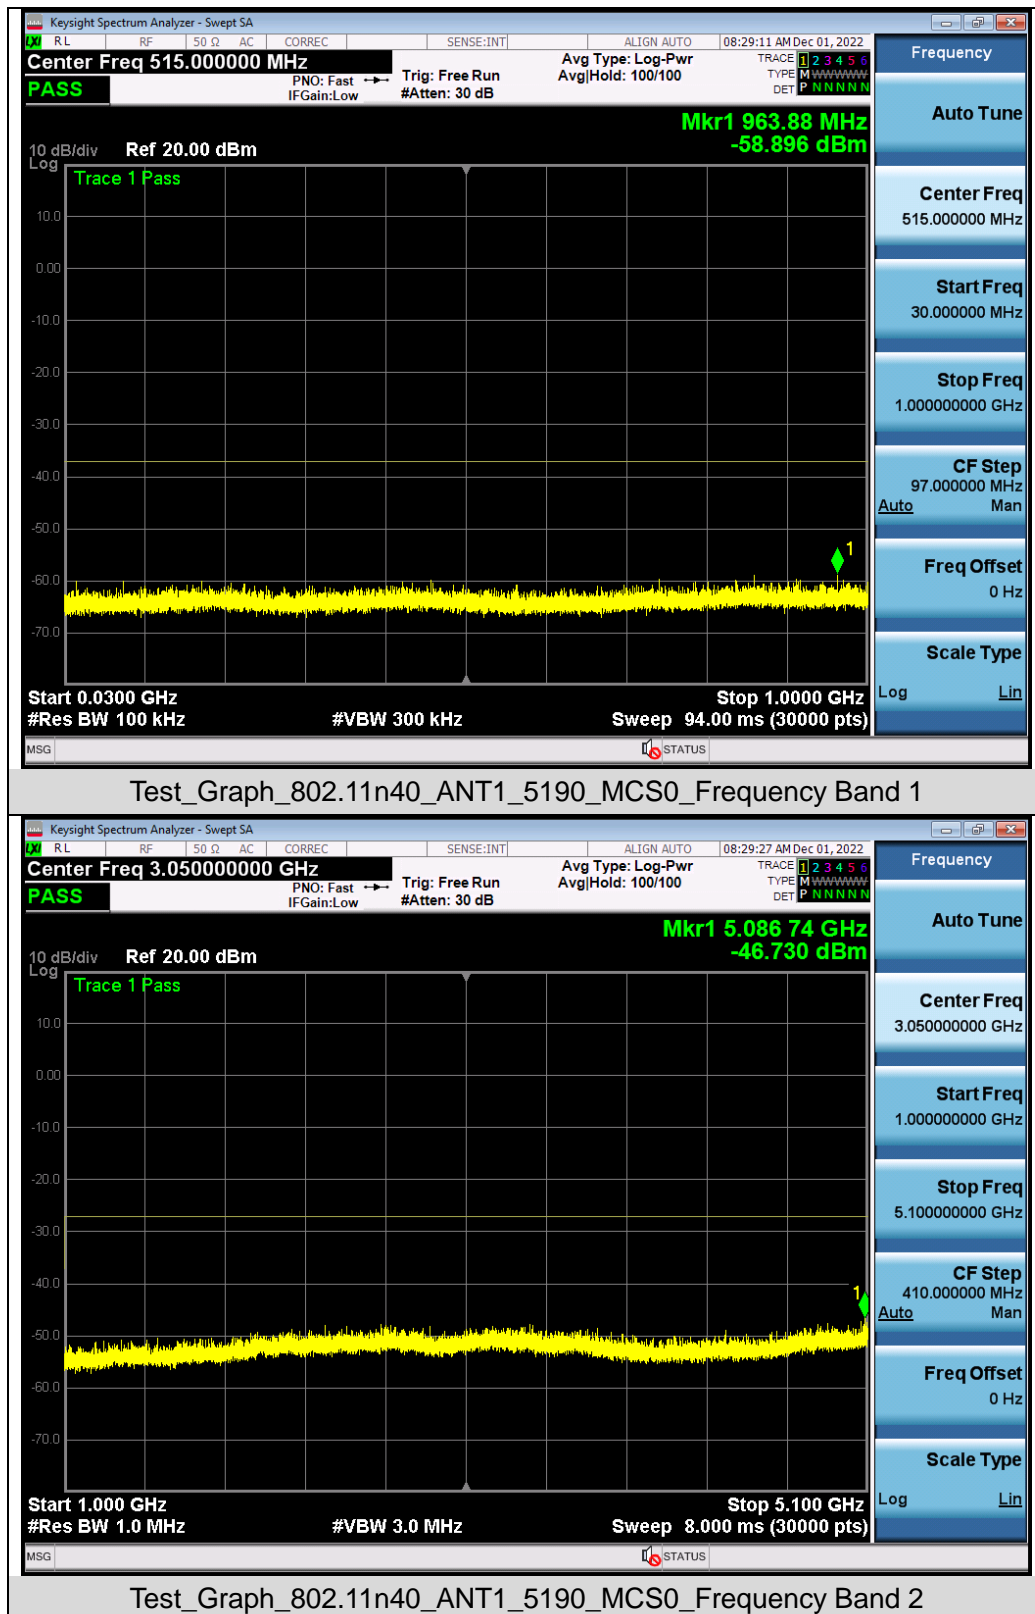 Keysight Spectrum Analyzer - Swept SA
LXI RL RF 50 Ω AC CORREC SENSE:INT ALIGN AUTO 08:29:11 AM Dec 01, 2022
Center Freq 515.000000 MHz
PASS
PNO: Fast
IFGain:Low
Trig: Free Run
#Atten: 30 dB
Avg Type: Log-Pwr
Avg|Hold: 100/100
TRACE 1 2 3 4 5 6
TYPE M WWWWW
DET P N N N N N
Mkr1 963.88 MHz
-58.896 dBm
10 dB/div Ref 20.00 dBm
Log
Trace 1 Pass
10.0
0.00
-10.0
-20.0
-30.0
-40.0
-50.0
-60.0
-70.0
1
Start 0.0300 GHz Stop 1.0000 GHz
#Res BW 100 kHz #VBW 300 kHz Sweep 94.00 ms (30000 pts)
MSG STATUS
Frequency
Auto Tune
Center Freq
515.000000 MHz
Start Freq
30.000000 MHz
Stop Freq
1.000000000 GHz
CF Step
97.000000 MHz
Auto Man
Freq Offset
0 Hz
Scale Type
Log Lin
Test_Graph_802.11n40_ANT1_5190_MCS0_Frequency Band 1
Keysight Spectrum Analyzer - Swept SA
LXI RL RF 50 Ω AC CORREC SENSE:INT ALIGN AUTO 08:29:27 AM Dec 01, 2022
Center Freq 3.050000000 GHz
PASS
PNO: Fast
IFGain:Low
Trig: Free Run
#Atten: 30 dB
Avg Type: Log-Pwr
Avg|Hold: 100/100
TRACE 1 2 3 4 5 6
TYPE M WWWWW
DET P N N N N N
Mkr1 5.086 74 GHz
-46.730 dBm
10 dB/div Ref 20.00 dBm
Log
Trace 1 Pass
10.0
0.00
-10.0
-20.0
-30.0
-40.0
-50.0
-60.0
-70.0
1
Start 1.000 GHz Stop 5.100 GHz
#Res BW 1.0 MHz #VBW 3.0 MHz Sweep 8.000 ms (30000 pts)
MSG STATUS
Frequency
Auto Tune
Center Freq
3.050000000 GHz
Start Freq
1.000000000 GHz
Stop Freq
5.100000000 GHz
CF Step
410.000000 MHz
Auto Man
Freq Offset
0 Hz
Scale Type
Log Lin
Test_Graph_802.11n40_ANT1_5190_MCS0_Frequency Band 2